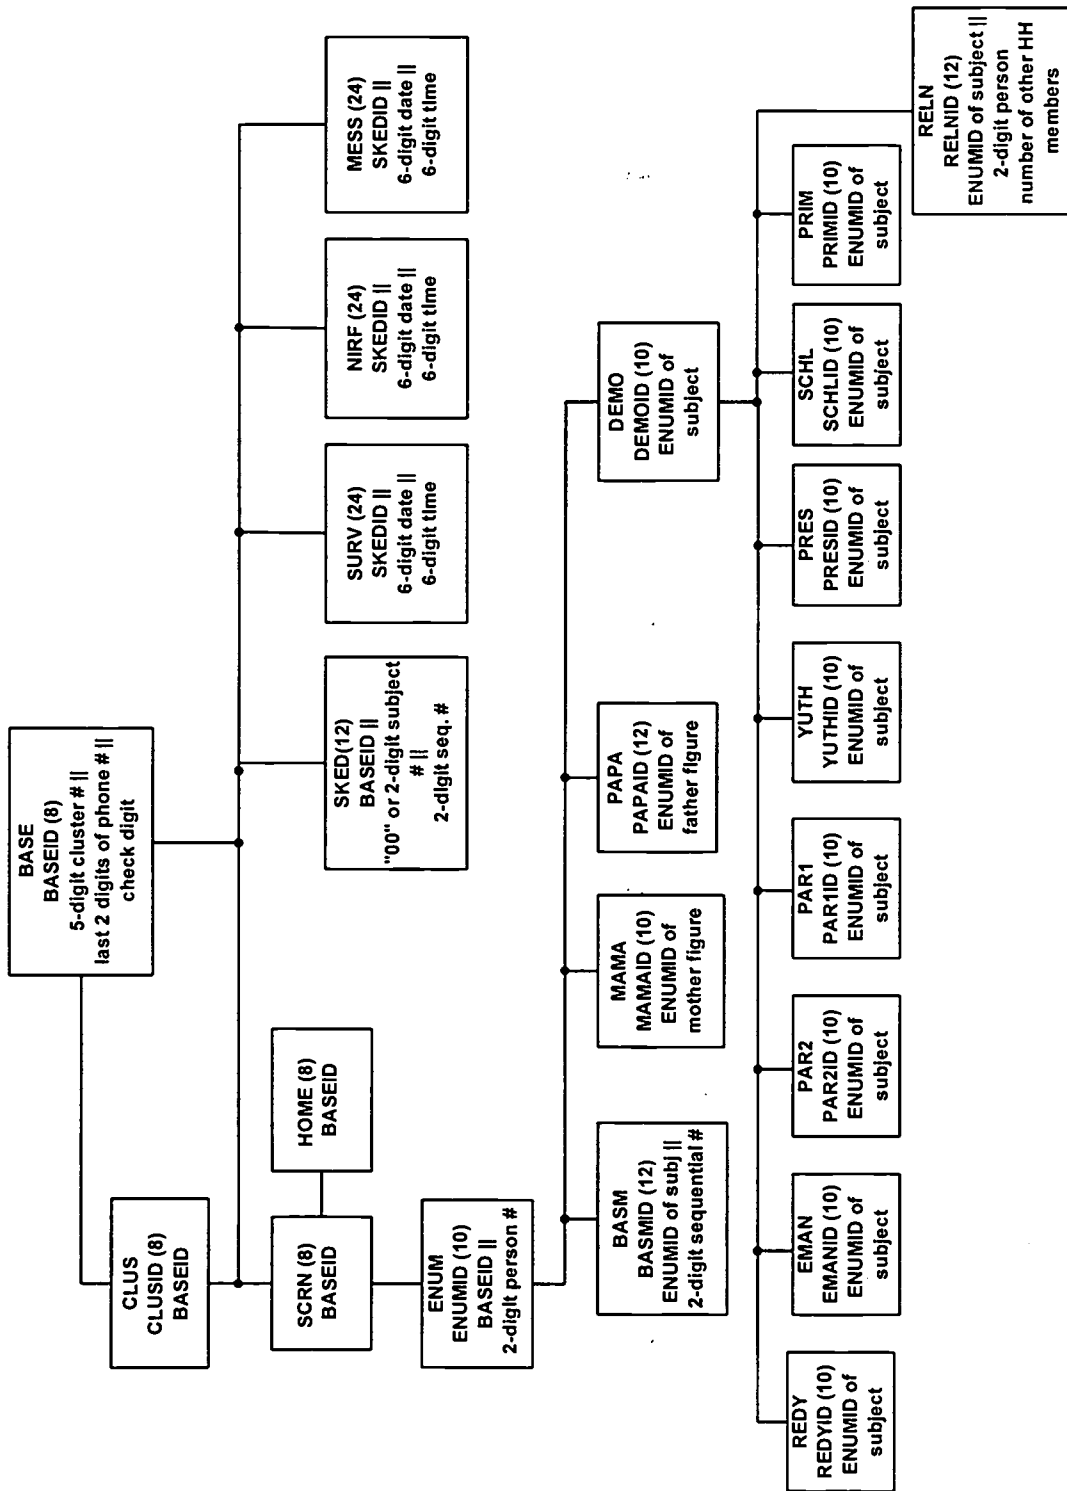 BASE
BASEID (8)
5-digit cluster # ||
last 2 digits of phone # ||
check digit
CLUS
CLUSID (8)
BASEID
SCRN (8)
BASEID
HOME (8)
BASEID
SKED(12)
BASEID ||
"00" or 2-digit subject
# ||
2-digit seq. #
SURV (24)
SKEDID ||
6-digit date ||
6-digit time
NIRF (24)
SKEDID ||
6-digit date ||
6-digit time
MESS (24)
SKEDID ||
6-digit date ||
6-digit time
ENUM
ENUMID (10)
BASEID ||
2-digit person #
BASM
BASMID (12)
ENUMID of subj ||
2-digit sequential #
MAMA
MAMAID (10)
ENUMID of
mother figure
PAPA
PAPAID (12)
ENUMID of
father figure
DEMO
DEMOID (10)
ENUMID of
subject
REDY
REDYID (10)
ENUMID of
subject
EMAN
EMANID (10)
ENUMID of
subject
PAR2
PAR2ID (10)
ENUMID of
subject
PAR1
PAR1ID (10)
ENUMID of
subject
YUTH
YUTHID (10)
ENUMID of
subject
PRES
PRESID (10)
ENUMID of
subject
SCHL
SCHLID (10)
ENUMID of
subject
PRIM
PRIMID (10)
ENUMID of
subject
RELN
RELNID (12)
ENUMID of subject ||
2-digit person
number of other HH
members